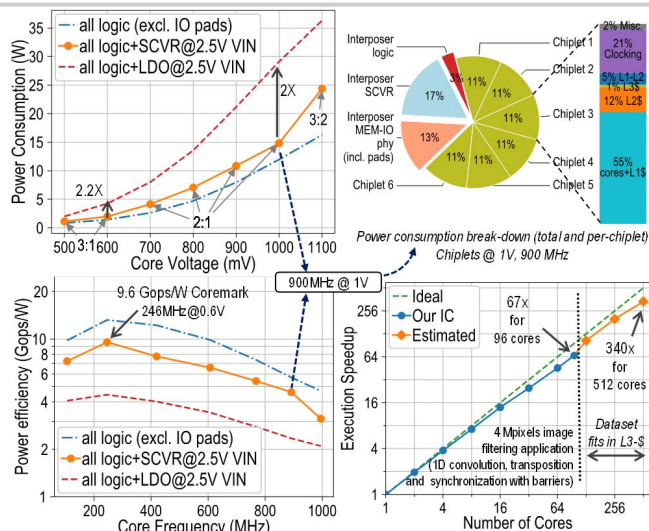 all logic (excl. IO pads)
all logic+SCVR@2.5V VIN
all logic+LDO@2.5V VIN
Power Consumption (W)
35
30
25
20
15
10
5
0
2X
3:2
2.2X
2:1
3:1
500
600
700
800
900
1000
1100
Core Voltage (mV)
Interposer
logic
Interposer
SCVR
Interposer
MEM-IO
phy
(incl. pads)
Chiplet 6
3%
17%
13%
11%
11%
11%
11%
11%
11%
Chiplet 1
Chiplet 2
Chiplet 3
Chiplet 4
Chiplet 5
2% Misc.
21%
Clocking
5% L1-L2
1% L3$
12% L2$
55%
cores+L1$
Power consumption break-down (total and per-chiplet)
Chiplets @ 1V, 900 MHz
900MHz @ 1V
Power efficiency (Gops/W)
20
10
8
6
4
2
1
9.6 Gops/W Coremark
246MHz@0.6V
all logic (excl. IO pads)
all logic+SCVR@2.5V VIN
all logic+LDO@2.5V VIN
200
400
600
800
1000
Core Frequency (MHz)
Execution Speedup
256
64
16
4
1
Ideal
Our IC
Estimated
67x
for
96 cores
340x
for
512 cores
4 Mpixels image
filtering application
(1D convolution, transposition
and synchronization with barriers)
Dataset
fits in L3-$
1
4
16
64
256
Number of Cores